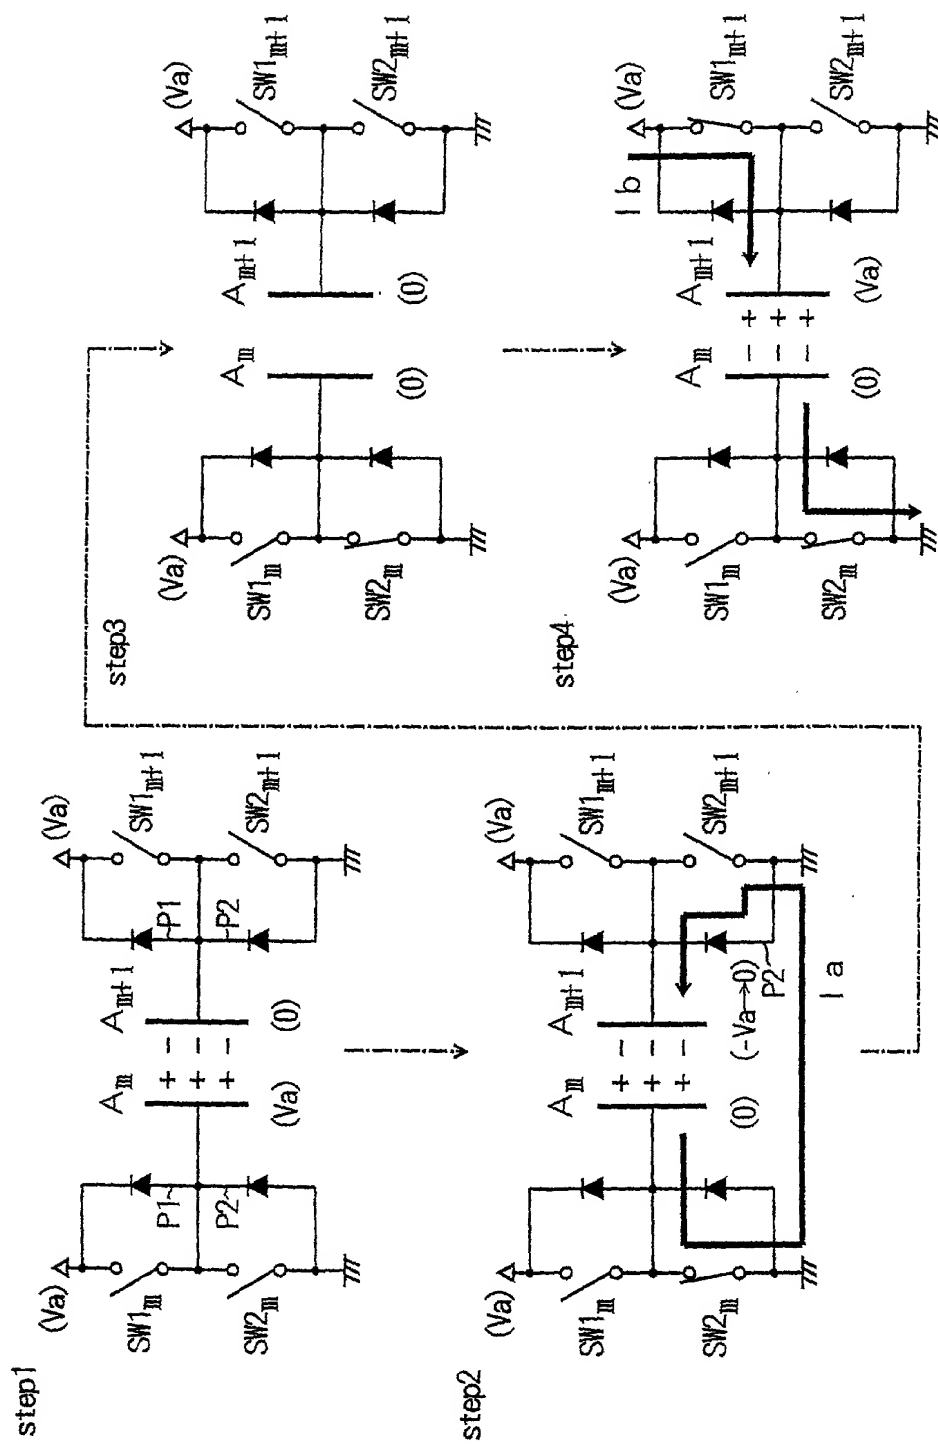 step1
(Va)
(Va)
SW1m
SW2m
P1
P2
Am
Am+1
+ −
+ −
+ −
(Va)
(0)
P1
P2
SW1m+1
SW2m+1
step2
(Va)
(Va)
SW1m
SW2m
Am
Am+1
+ −
+ −
+ −
(0)
(-Va→0)
P2
Ia
SW1m+1
SW2m+1
step3
(Va)
(Va)
SW1m
SW2m
Am
Am+1
(0)
(0)
SW1m+1
SW2m+1
step4
(Va)
(Va)
SW1m
SW2m
Am
Am+1
− +
− +
− +
(0)
(Va)
Ib
SW1m+1
SW2m+1